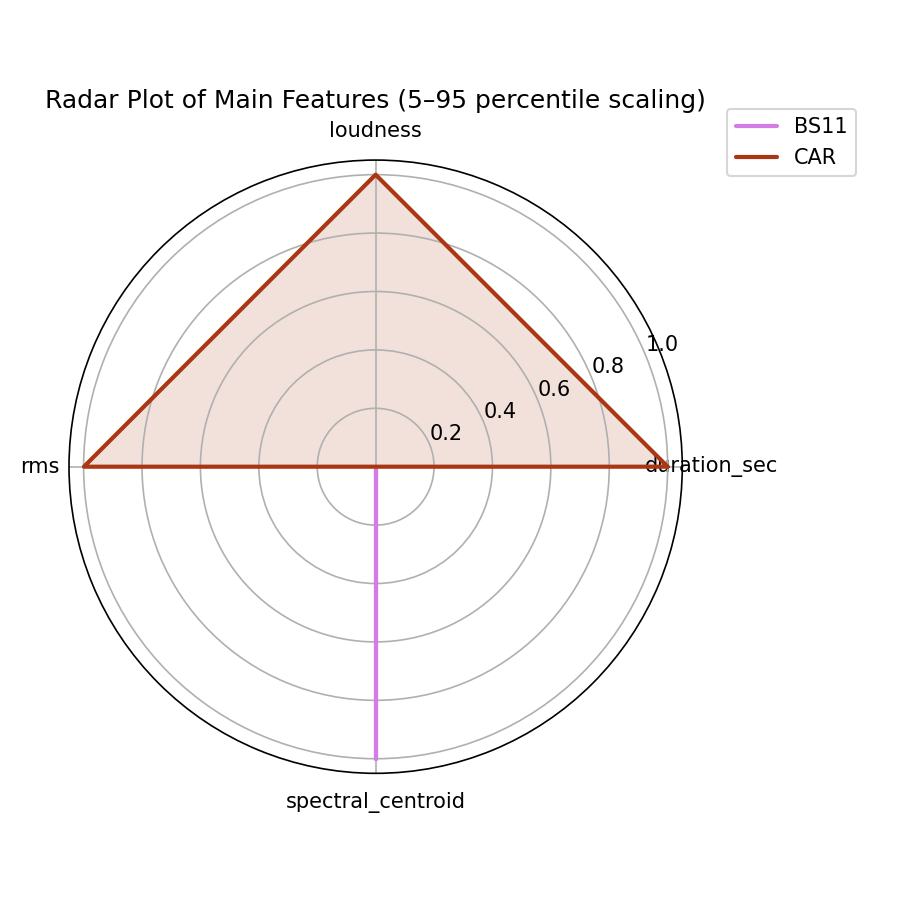 Radar Plot of Main Features (5–95 percentile scaling)
BS11
CAR
loudness
1.0
0.8
0.6
0.4
0.2
rms
duration_sec
spectral_centroid